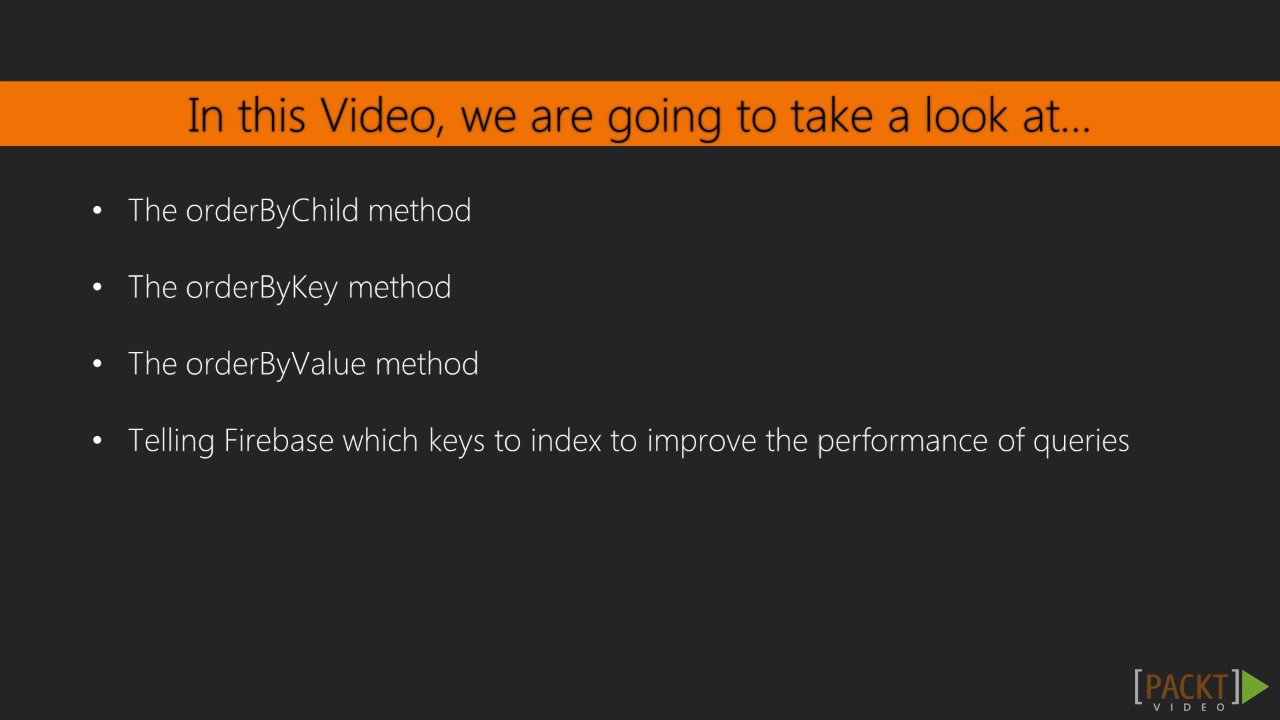 In this Video, we are going to take a look at...
• The orderByChild method
• The orderByKey method
• The orderByValue method
• Telling Firebase which keys to index to improve the performance of queries
[PACKT]
VIDEO